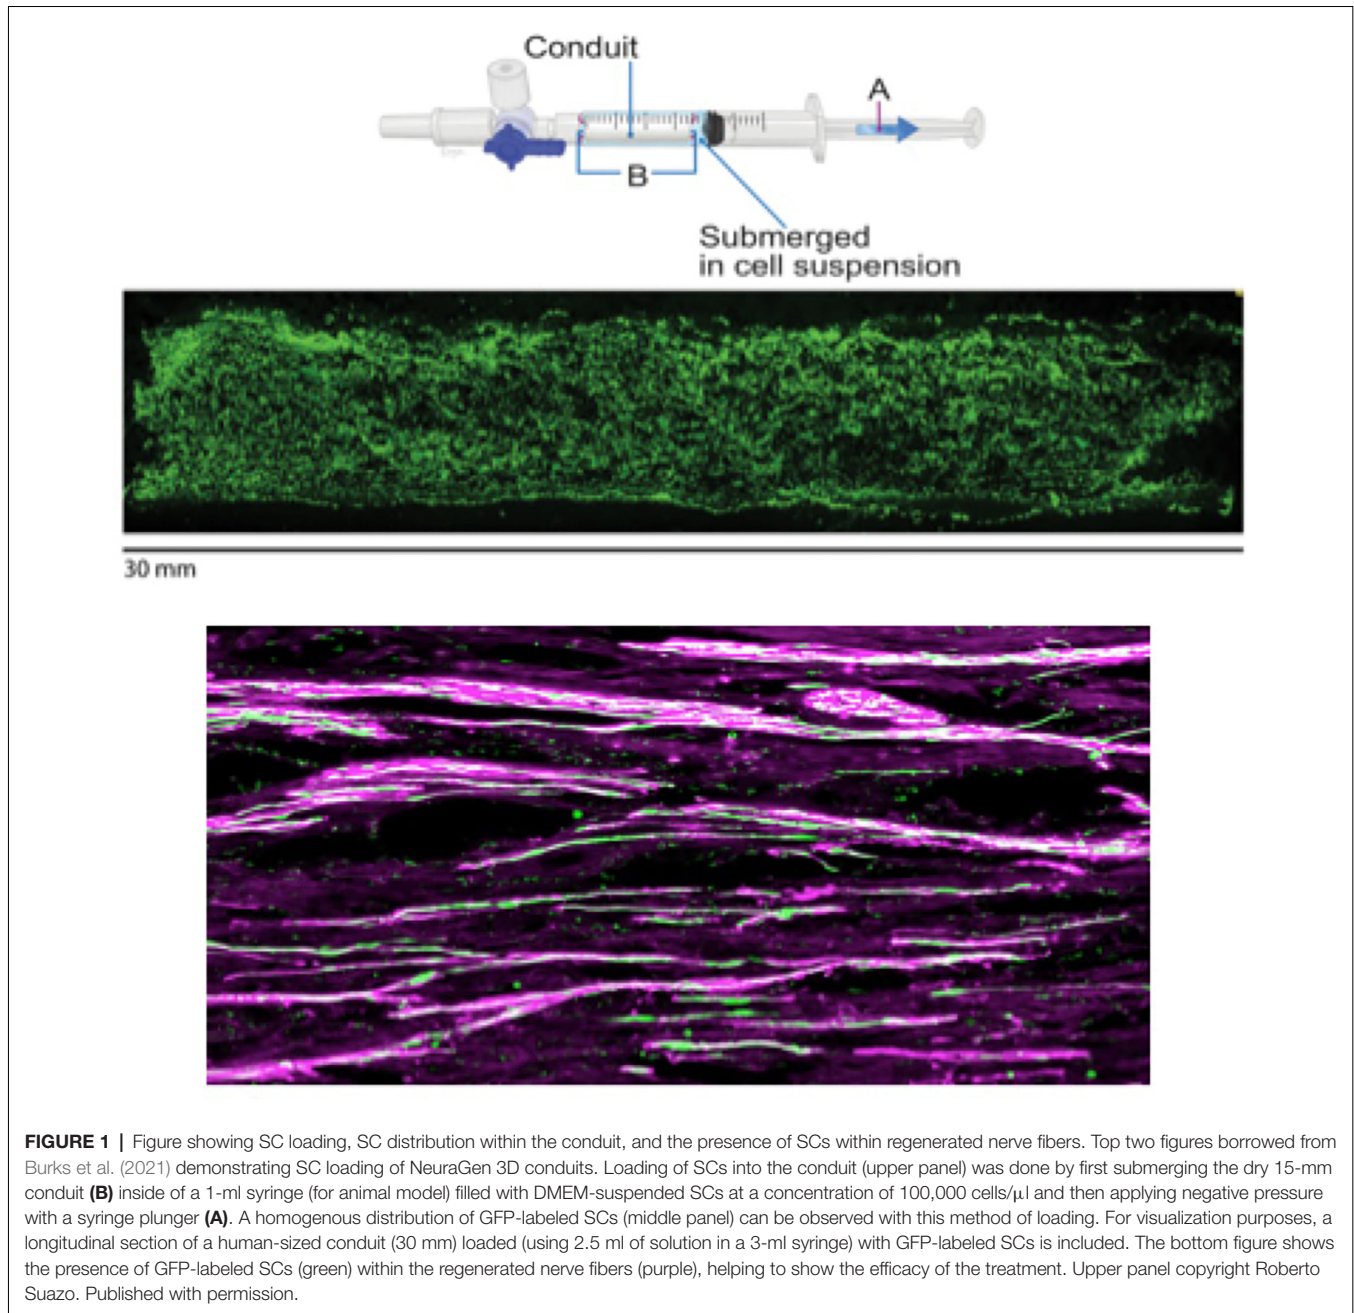 Conduit
A
B
Submerged
in cell suspension
30 mm
FIGURE 1 | Figure showing SC loading, SC distribution within the conduit, and the presence of SCs within regenerated nerve fibers. Top two figures borrowed from
Burks et al. (2021) demonstrating SC loading of NeuraGen 3D conduits. Loading of SCs into the conduit (upper panel) was done by first submerging the dry 15-mm
conduit (B) inside of a 1-ml syringe (for animal model) filled with DMEM-suspended SCs at a concentration of 100,000 cells/μl and then applying negative pressure
with a syringe plunger (A). A homogenous distribution of GFP-labeled SCs (middle panel) can be observed with this method of loading. For visualization purposes, a
longitudinal section of a human-sized conduit (30 mm) loaded (using 2.5 ml of solution in a 3-ml syringe) with GFP-labeled SCs is included. The bottom figure shows
the presence of GFP-labeled SCs (green) within the regenerated nerve fibers (purple), helping to show the efficacy of the treatment. Upper panel copyright Roberto
Suazo. Published with permission.